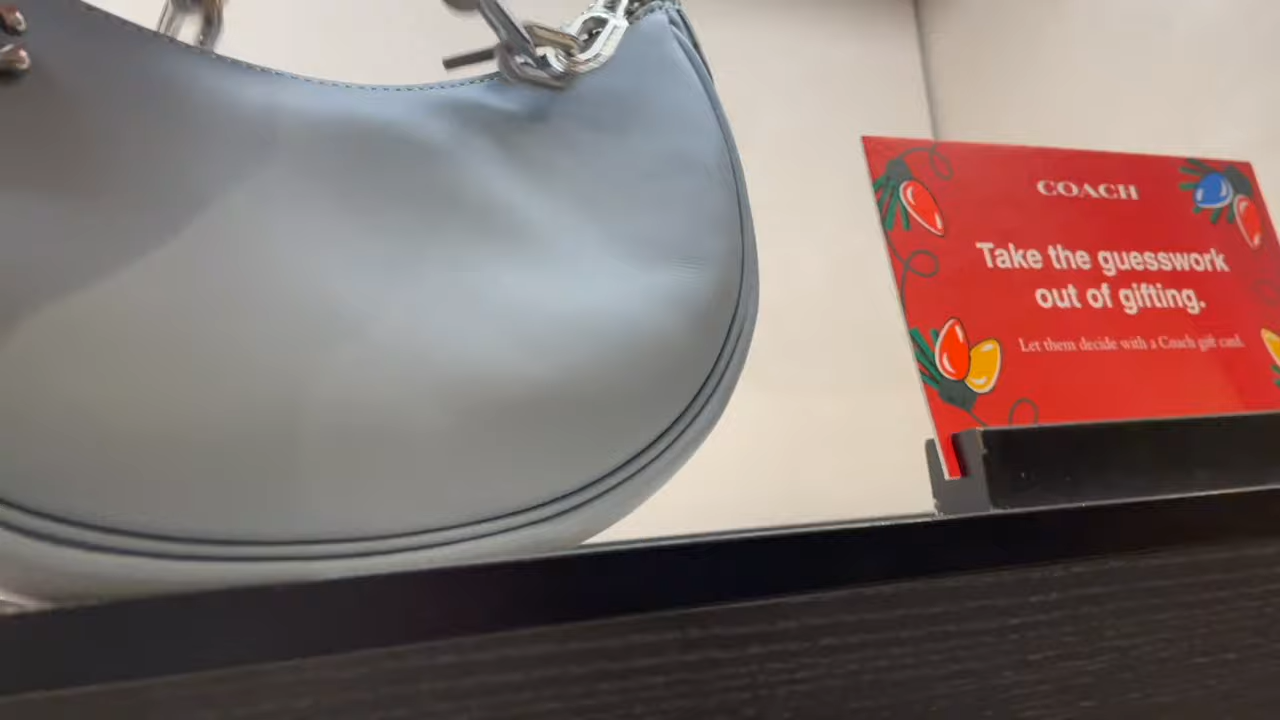 COACH
Take the guesswork
out of gifting.
Let them decide with a Coach gift card.